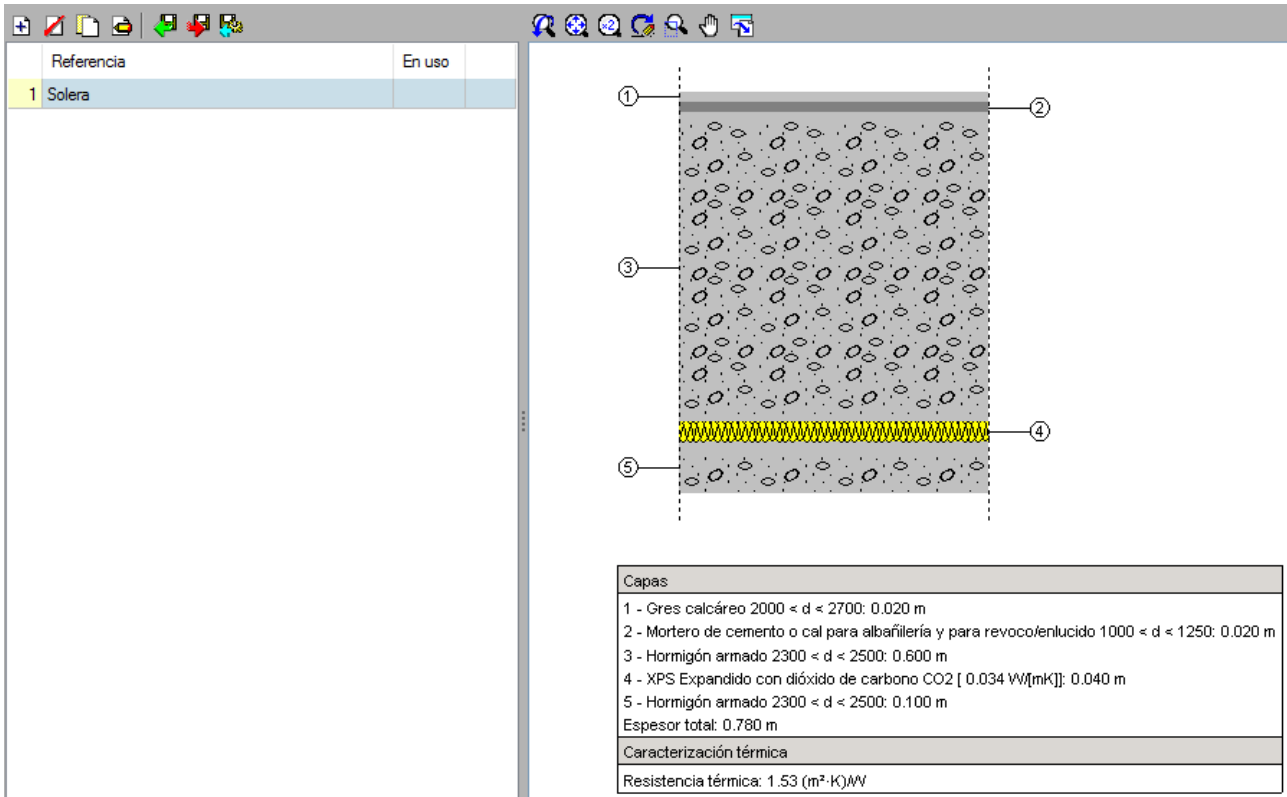 Referencia En uso
1 Solera
1
2
3
4
5
Capas
1 - Gres calcáreo 2000 < d < 2700: 0.020 m
2 - Mortero de cemento o cal para albañilería y para revoco/enlucido 1000 < d < 1250: 0.020 m
3 - Hormigón armado 2300 < d < 2500: 0.600 m
4 - XPS Expandido con dióxido de carbono CO2 [ 0.034 W/[mK]]: 0.040 m
5 - Hormigón armado 2300 < d < 2500: 0.100 m
Espesor total: 0.780 m
Caracterización térmica
Resistencia térmica: 1.53 (m²·K)/W